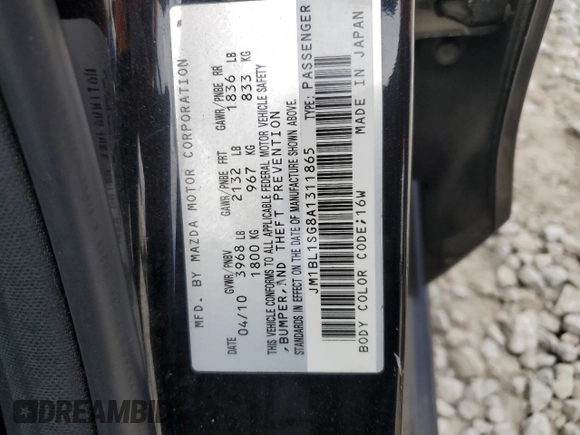 MFD. BY MAZDA MOTOR CORPORATION
DATE GVWR/PNBV GAWR/PNBE FRT GAWR/PNBE RR
04/10 3968 LB 2132 LB 1836 LB
1800 KG 967 KG 833 KG
THIS VEHICLE CONFORMS TO ALL APPLICABLE FEDERAL MOTOR VEHICLE SAFETY
,BUMPER,AND THEFT PREVENTION
STANDARDS IN EFFECT ON THE DATE OF MANUFACTURE SHOWN ABOVE.
JM1BL1SG8A1311865 TYPE: PASSENGER
BODY COLOR CODE;16W MADE IN JAPAN
DREAMBID